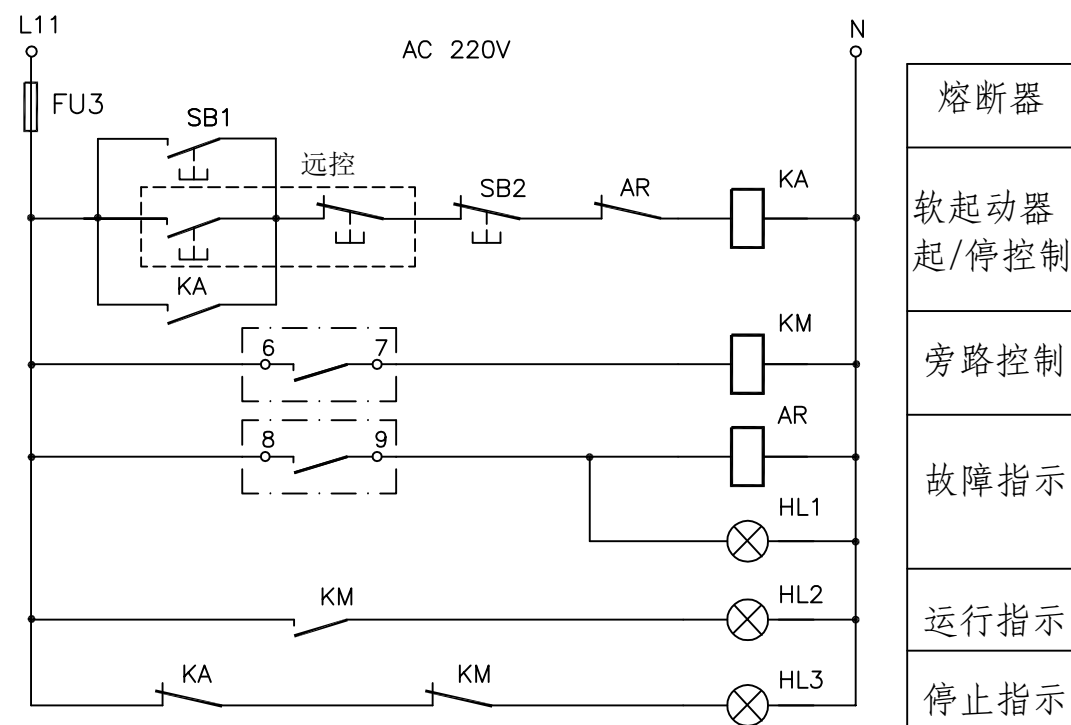 L11
AC 220V
N
FU3
SB1
远控
SB2
AR
KA
KA
6
7
KM
8
9
AR
HL1
KM
HL2
KA
KM
HL3
熔断器
软起动器
起/停控制
旁路控制
故障指示
运行指示
停止指示